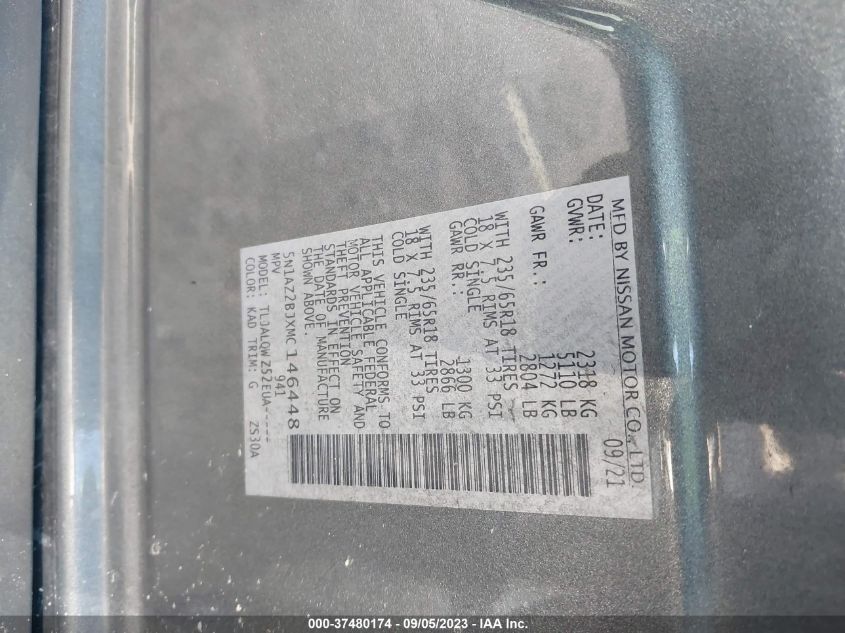 MFD BY NISSAN MOTOR CO., LTD.
DATE: 09/21
GVWR: 2318 KG
5110 LB
GAWR FR.: 1272 KG
2804 LB
WITH 235/65R18 TIRES
18 X 7.5 RIMS AT 33 PSI
COLD SINGLE
GAWR RR.: 1300 KG
2866 LB
WITH 235/65R18 TIRES
18 X 7.5 RIMS AT 33 PSI
COLD SINGLE
THIS VEHICLE CONFORMS TO
ALL APPLICABLE FEDERAL
MOTOR VEHICLE SAFETY AND
THEFT PREVENTION
STANDARDS IN EFFECT ON
THE DATE OF MANUFACTURE
SHOWN ABOVE.
5N1AZ2BJXMC146448
MPV 941
MODEL: TLJALQWZS2EUA----
COLOR: KAD TRIM: G ZS30A
000-37480174 - 09/05/2023 - IAA Inc.